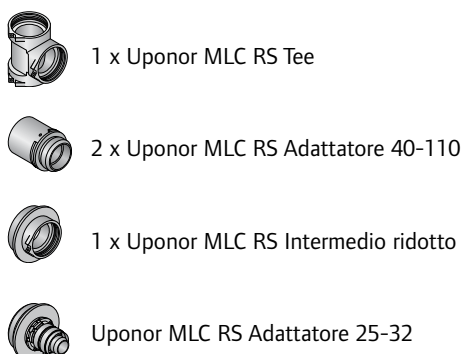 1 x Uponor MLC RS Tee
2 x Uponor MLC RS Adattatore 40-110
1 x Uponor MLC RS Intermedio ridotto
Uponor MLC RS Adattatore 25-32